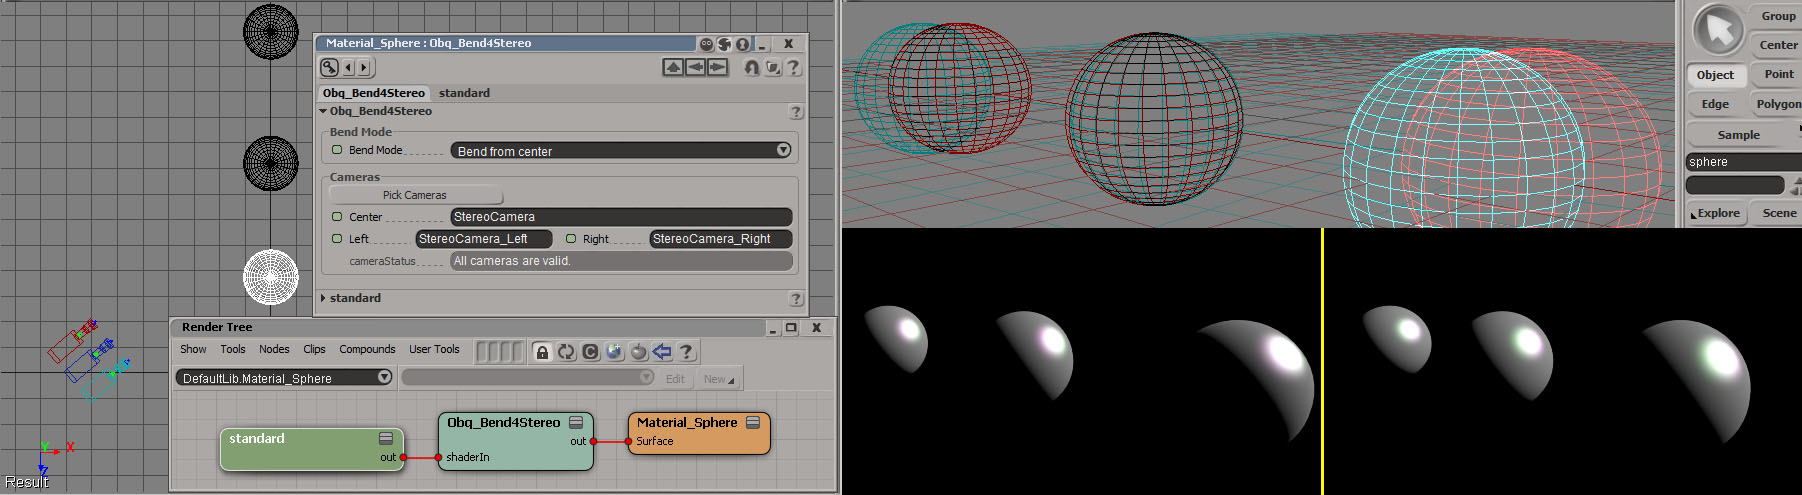 Material_Sphere : Obq_Bend4Stereo
Obq_Bend4Stereo standard
Obq_Bend4Stereo
Bend Mode
Bend Mode Bend from center
Cameras
Pick Cameras
Center StereoCamera
Left StereoCamera_Left Right StereoCamera_Right
cameraStatus All cameras are valid.
standard
Render Tree
Show Tools Nodes Clips Compounds User Tools
DefaultLib.Material_Sphere Edit New
standard
out
Obq_Bend4Stereo
out
shaderIn
Material_Sphere
Surface
Y X
Z
Result
Group
Center
Object Point
Edge Polygon
Sample
sphere
Explore Scene